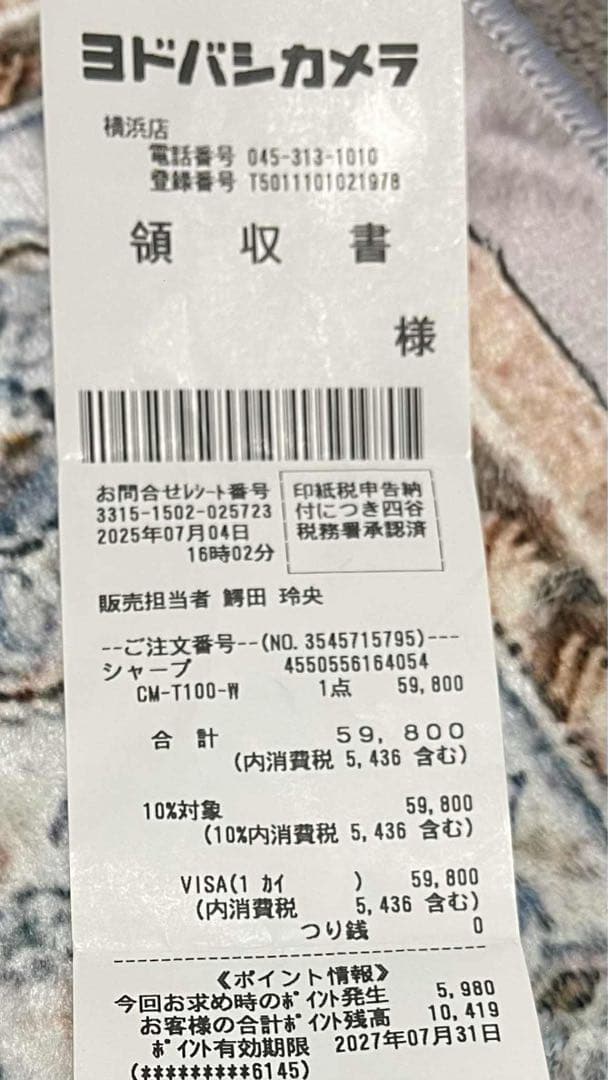 ヨドバシカメラ
横浜店
電話番号 045-313-1010
登録番号 T5011101021978
領 収 書
様
お問合せﾚｼｰﾄ番号
3315-1502-025723
2025年07月04日
16時02分
印紙税申告納
付につき四谷
税務署承認済
販売担当者 鰐田 玲央
--ご注文番号--(NO.3545715795)---
シャープ 4550556164054
CM-T100-W 1点 59,800
合 計 59,800
(内消費税 5,436 含む)
10%対象 59,800
(10%内消費税 5,436 含む)
VISA(1 ｶｲ ) 59,800
(内消費税 5,436 含む)
つり銭 0
《ポイント情報》
今回お求め時のﾎﾟｲﾝﾄ発生 5,980
お客様の合計ﾎﾟｲﾝﾄ残高 10,419
ﾎﾟｲﾝﾄ有効期限 2027年07月31日
(*********6145)